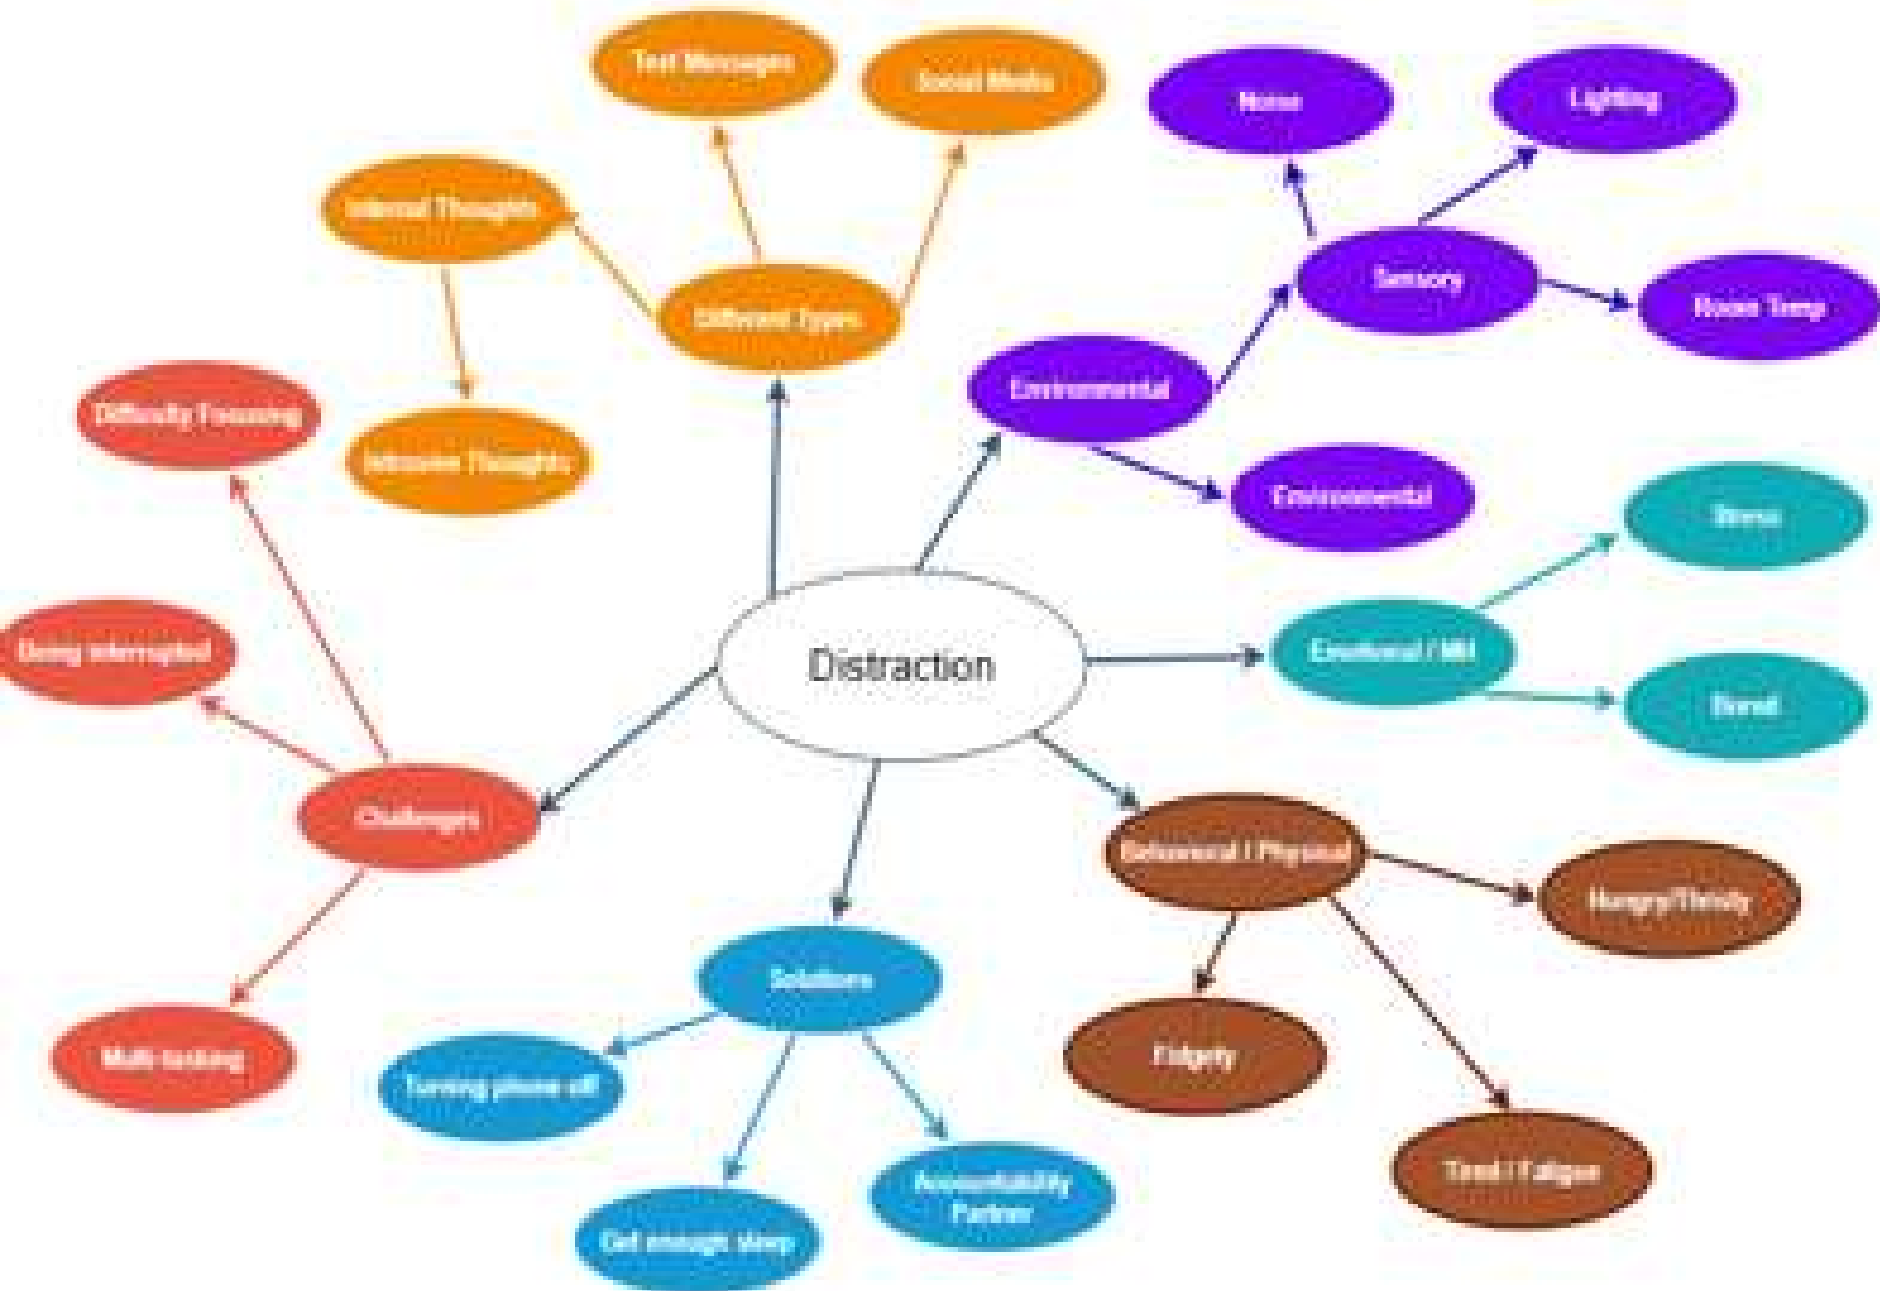 Text Messages
Social Media
Noise
Lighting
Internal Thoughts
Sensory
Room Temp
Different Types
Environmental
Difficulty Focusing
Intrusive Thoughts
Environmental
Stress
Being interrupted
Emotional / MH
Distraction
Bored
Challenges
Behavioral / Physical
Hungry/Thirsty
Solutions
Multi-tasking
Turning phone off
Fidgety
Tired / Fatigue
Accountability
Partner
Get enough sleep